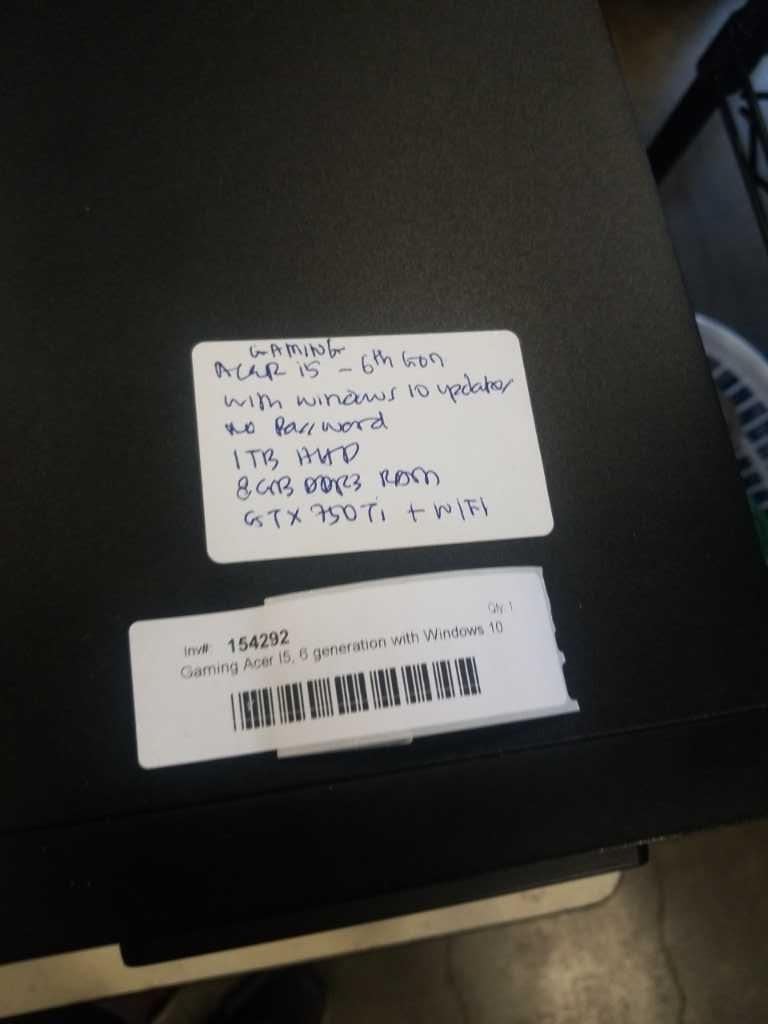 GAMING
ACER i5 - 6th Gen
with windows 10 updates/
no Password
1TB HHD
8GB DDR3 RAM
GTX 750Ti + WIFI
Qty: 1
Inv#: 154292
Gaming Acer I5, 6 generation with Windows 10